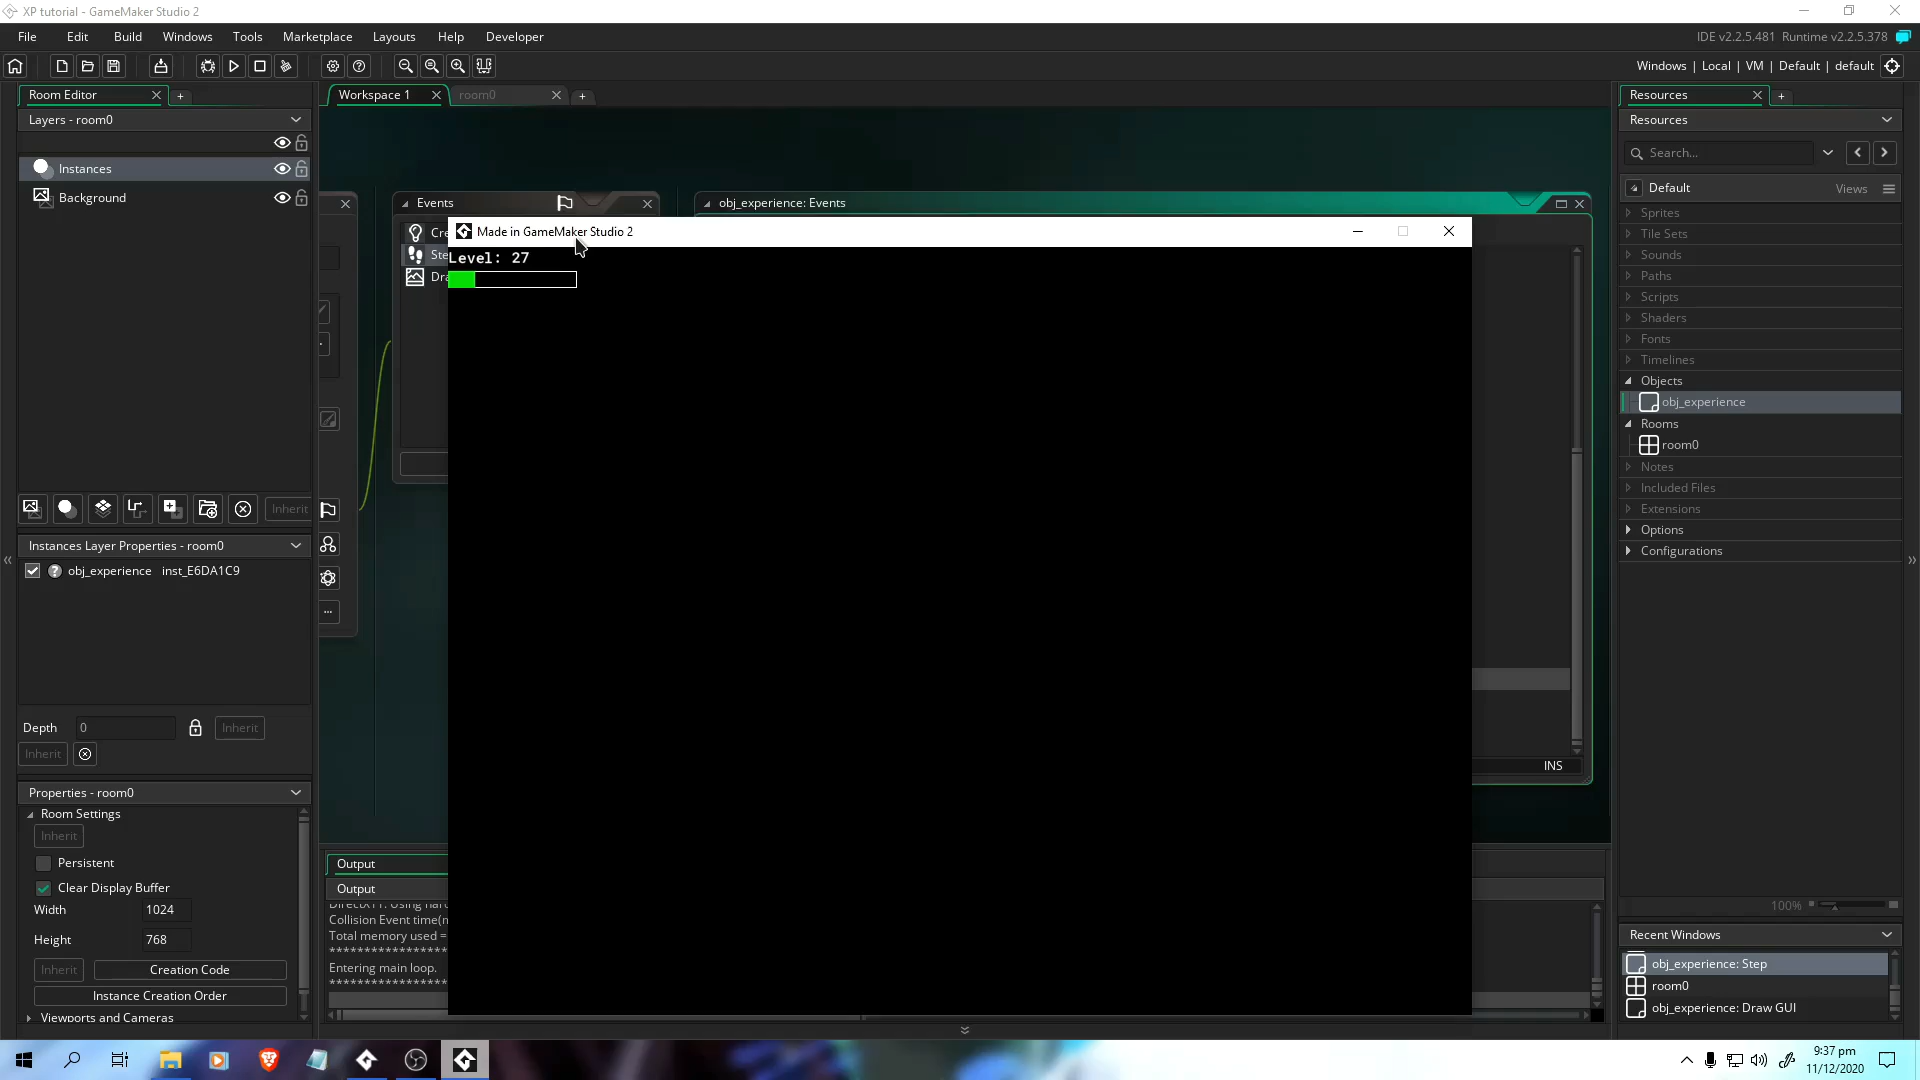 XP tutorial - GameMaker Studio 2
File Edit Build Windows Tools Marketplace Layouts Help Developer
IDE v2.2.5.481 Runtime v2.2.5.378
Windows | Local | VM | Default | default
Room Editor
Workspace 1
room0
Resources
Layers - room0
Resources
Search...
Instances
Background
Default
Views
Events
obj_experience: Events
Cre
Ste
Dra
Made in GameMaker Studio 2
Level: 27
Sprites
Tile Sets
Sounds
Paths
Scripts
Shaders
Fonts
Timelines
Objects
obj_experience
Rooms
room0
Notes
Included Files
Extensions
Options
Configurations
Inherit
Instances Layer Properties - room0
obj_experience inst_E6DA1C9
Depth 0 Inherit
Inherit
INS
Properties - room0
Room Settings
Inherit
Persistent
Clear Display Buffer
Width 1024
Height 768
Inherit Creation Code
Instance Creation Order
Viewports and Cameras
Output
Output
DirectX11: Using hard
Collision Event time(m
Total memory used =
*****************
Entering main loop.
*****************
100%
Recent Windows
obj_experience: Step
room0
obj_experience: Draw GUI
9:37 pm
11/12/2020